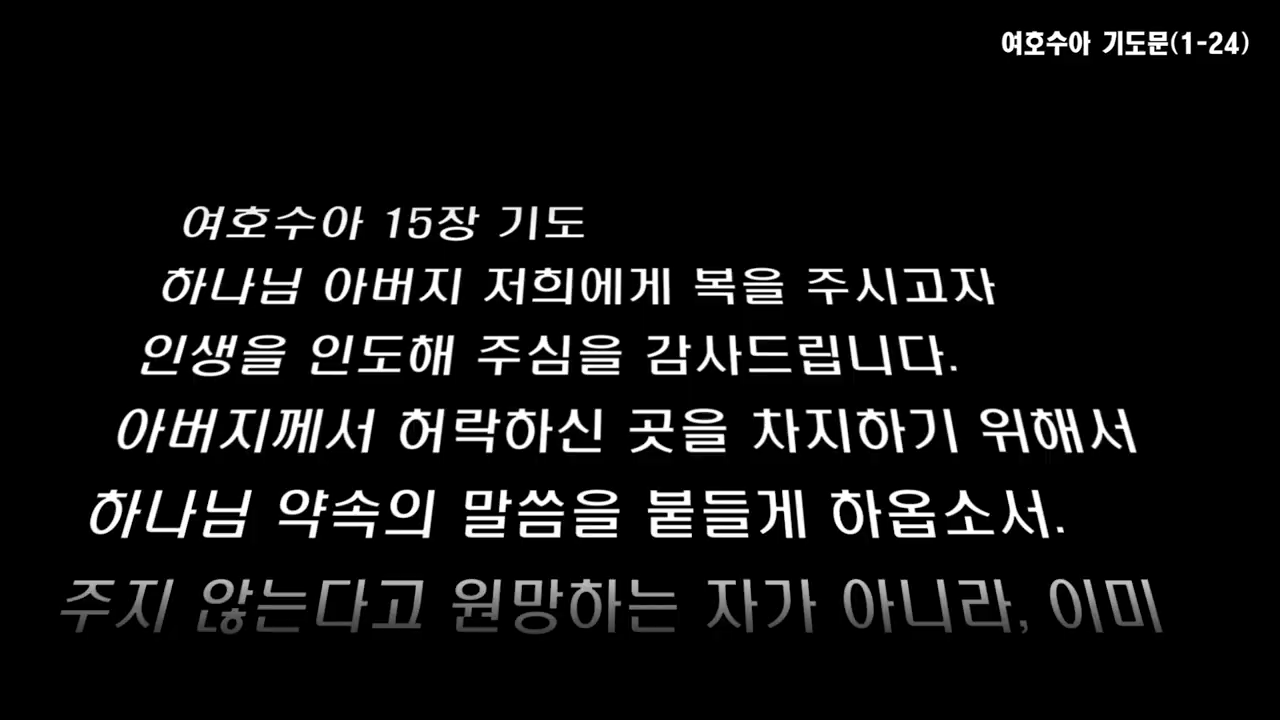 여호수아 기도문(1-24)
여호수아 15장 기도
하나님 아버지 저희에게 복을 주시고자
인생을 인도해 주심을 감사드립니다.
아버지께서 허락하신 곳을 차지하기 위해서
하나님 약속의 말씀을 붙들게 하옵소서.
주지 않는다고 원망하는 자가 아니라, 이미